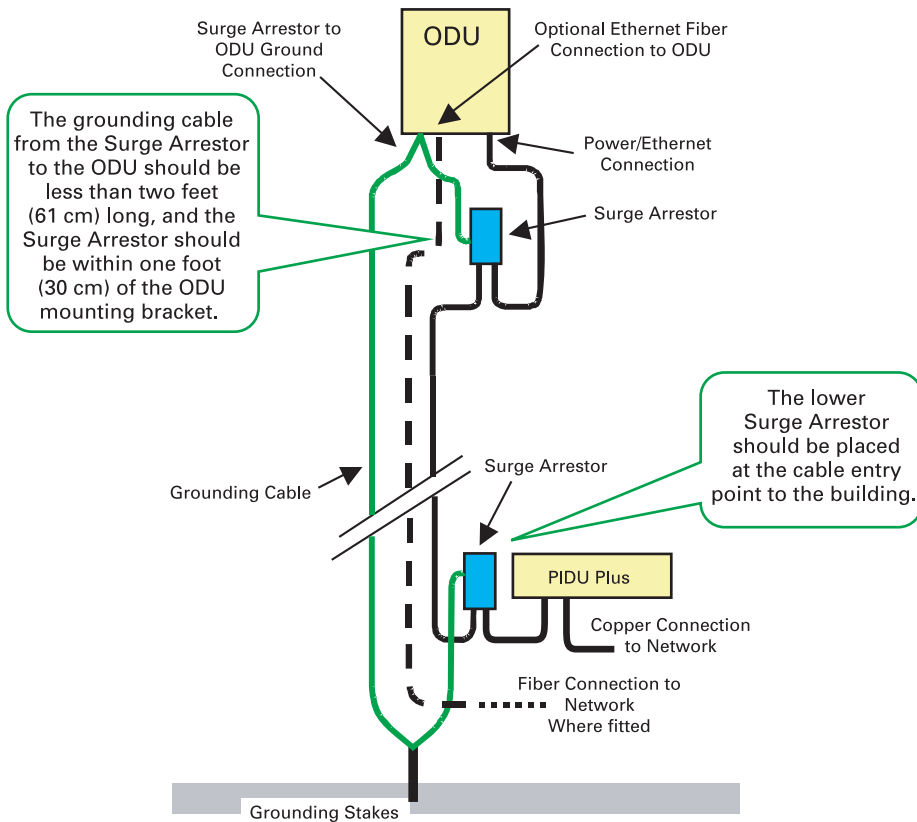 Surge Arrestor to
ODU Ground
Connection
ODU
Optional Ethernet Fiber
Connection to ODU
The grounding cable
from the Surge Arrestor
to the ODU should be
less than two feet
(61 cm) long, and the
Surge Arrestor should
be within one foot
(30 cm) of the ODU
mounting bracket.
Power/Ethernet
Connection
Surge Arrestor
The lower
Surge Arrestor
should be placed
at the cable entry
point to the building.
Grounding Cable
Surge Arrestor
PIDU Plus
Copper Connection
to Network
Fiber Connection to
Network
Where fitted
Grounding Stakes